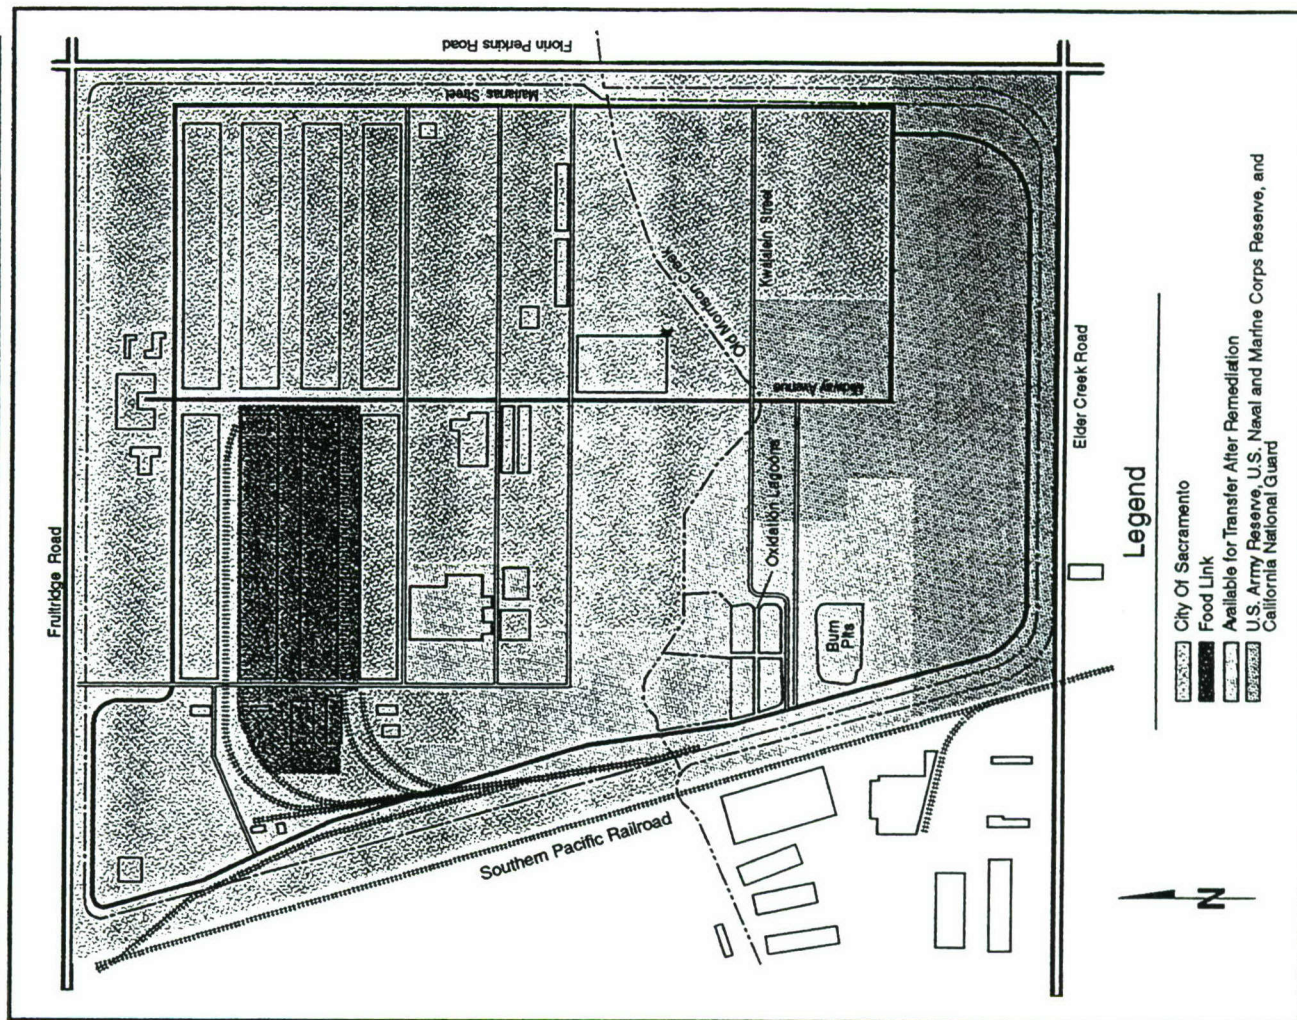 Florin Perkins Road
Marianas Street
Fruitridge Road
Old Morrison Creek
Kwajalein Street
Midway Avenue
Oxidation Lagoons
Burn
Pits
Elder Creek Road
Southern Pacific Railroad
Legend
City Of Sacramento
Food Link
Available for Transfer After Remediation
U.S. Army Reserve, U.S. Naval and Marine Corps Reserve, and
California National Guard
N